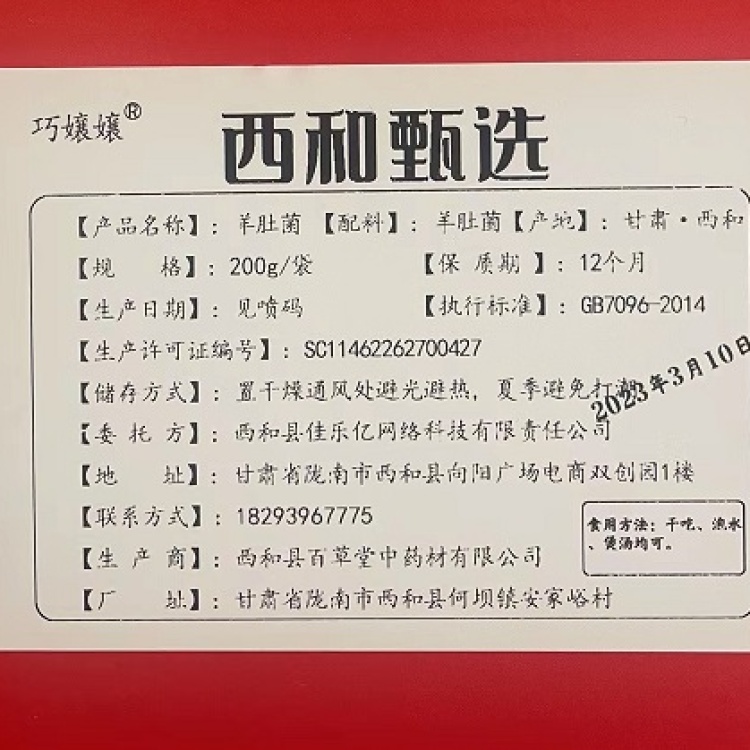 巧孃孃®
西和甄选
【产品名称】：羊肚菌 【配料】：羊肚菌【产地】：甘肃·西和
【规 格】：200g/袋 【保 质期 】：12个月
【生产日期】：见喷码 【执行标准】：GB7096-2014
【生产许可证编号】：SC11462262700427
【储存方式】：置干燥通风处避光避热，夏季避免打潮
2023年3月10日
【委 托 方】：西和县佳乐亿网络科技有限责任公司
【地 址】：甘肃省陇南市西和县向阳广场电商双创园1楼
【联系方式】：18293967775
食用方法：干吃、泡水
、煲汤均可。
【生 产 商】：西和县百草堂中药材有限公司
【厂 址】：甘肃省陇南市西和县何坝镇安家峪村